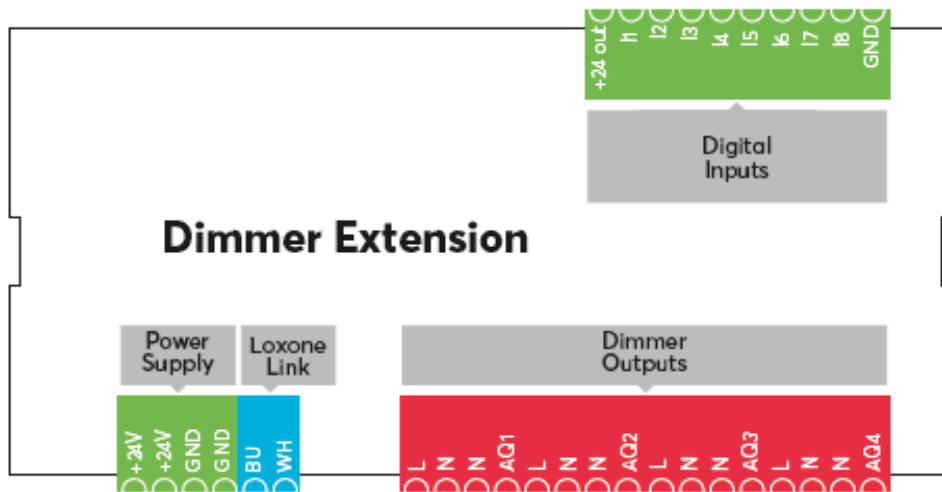 +24 out I1 I2 I3 I4 I5 I6 I7 I8 GND
Digital
Inputs
Dimmer Extension
Power
Supply
Loxone
Link
Dimmer
Outputs
+24V +24V GND GND BU WH L N N AQ1 L N N AQ2 L N N AQ3 L N N AQ4